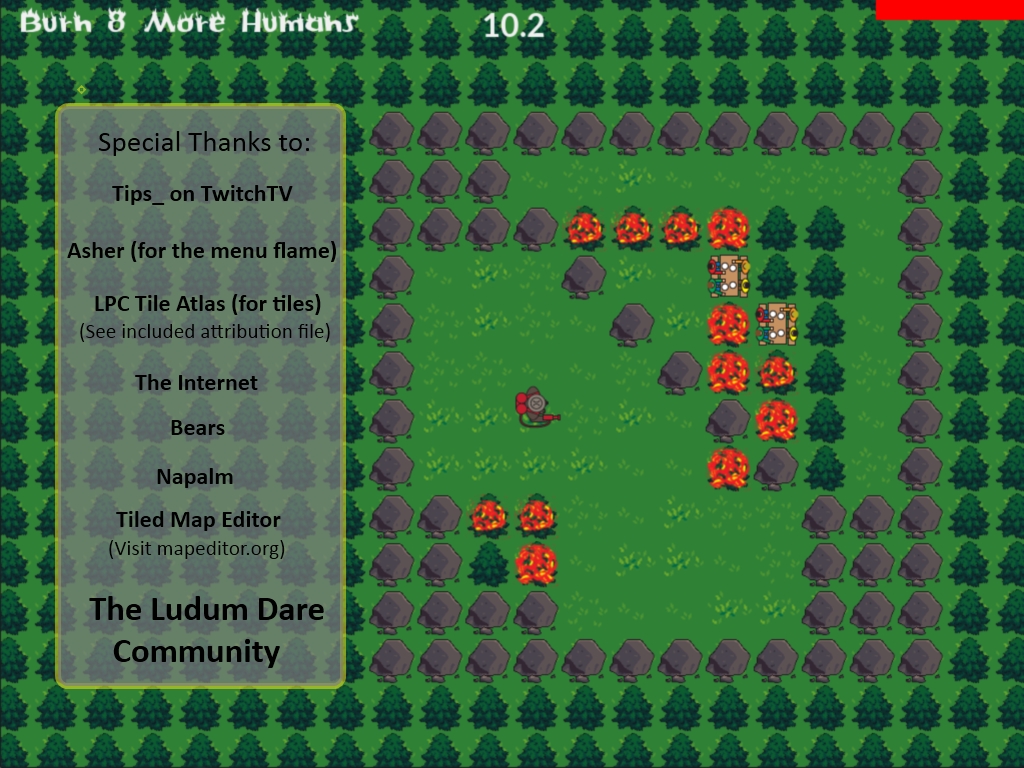 Burn 8 More Humans
10.2
Special Thanks to:
Tips_ on TwitchTV
Asher (for the menu flame)
LPC Tile Atlas (for tiles)
(See included attribution file)
The Internet
Bears
Napalm
Tiled Map Editor
(Visit mapeditor.org)
The Ludum Dare
Community